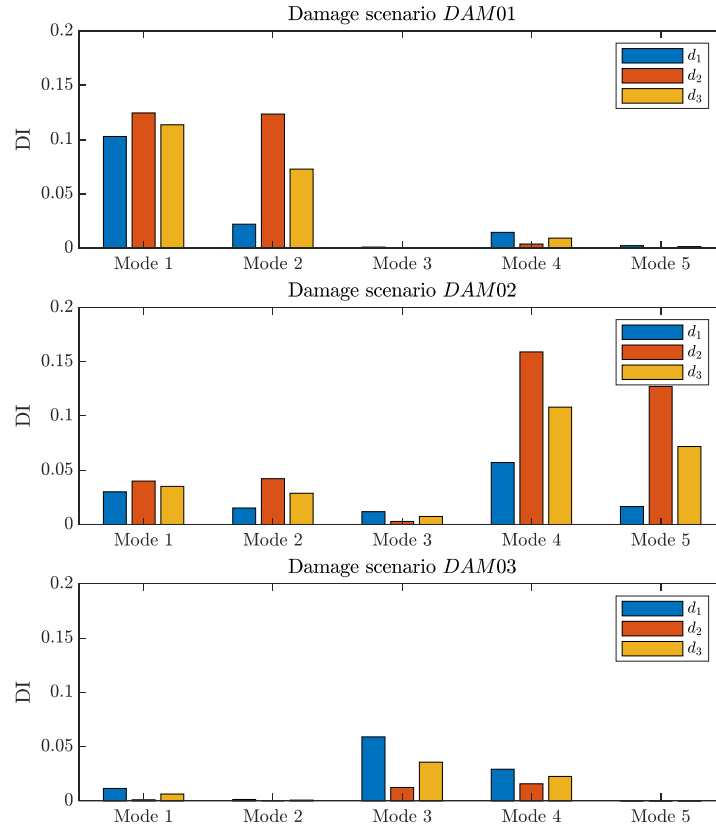 Damage scenario DAM01
0.2
0.15
0.1
0.05
0
DI
d1
d2
d3
Mode 1 Mode 2 Mode 3 Mode 4 Mode 5
Damage scenario DAM02
0.2
0.15
0.1
0.05
0
DI
d1
d2
d3
Mode 1 Mode 2 Mode 3 Mode 4 Mode 5
Damage scenario DAM03
0.2
0.15
0.1
0.05
0
DI
d1
d2
d3
Mode 1 Mode 2 Mode 3 Mode 4 Mode 5